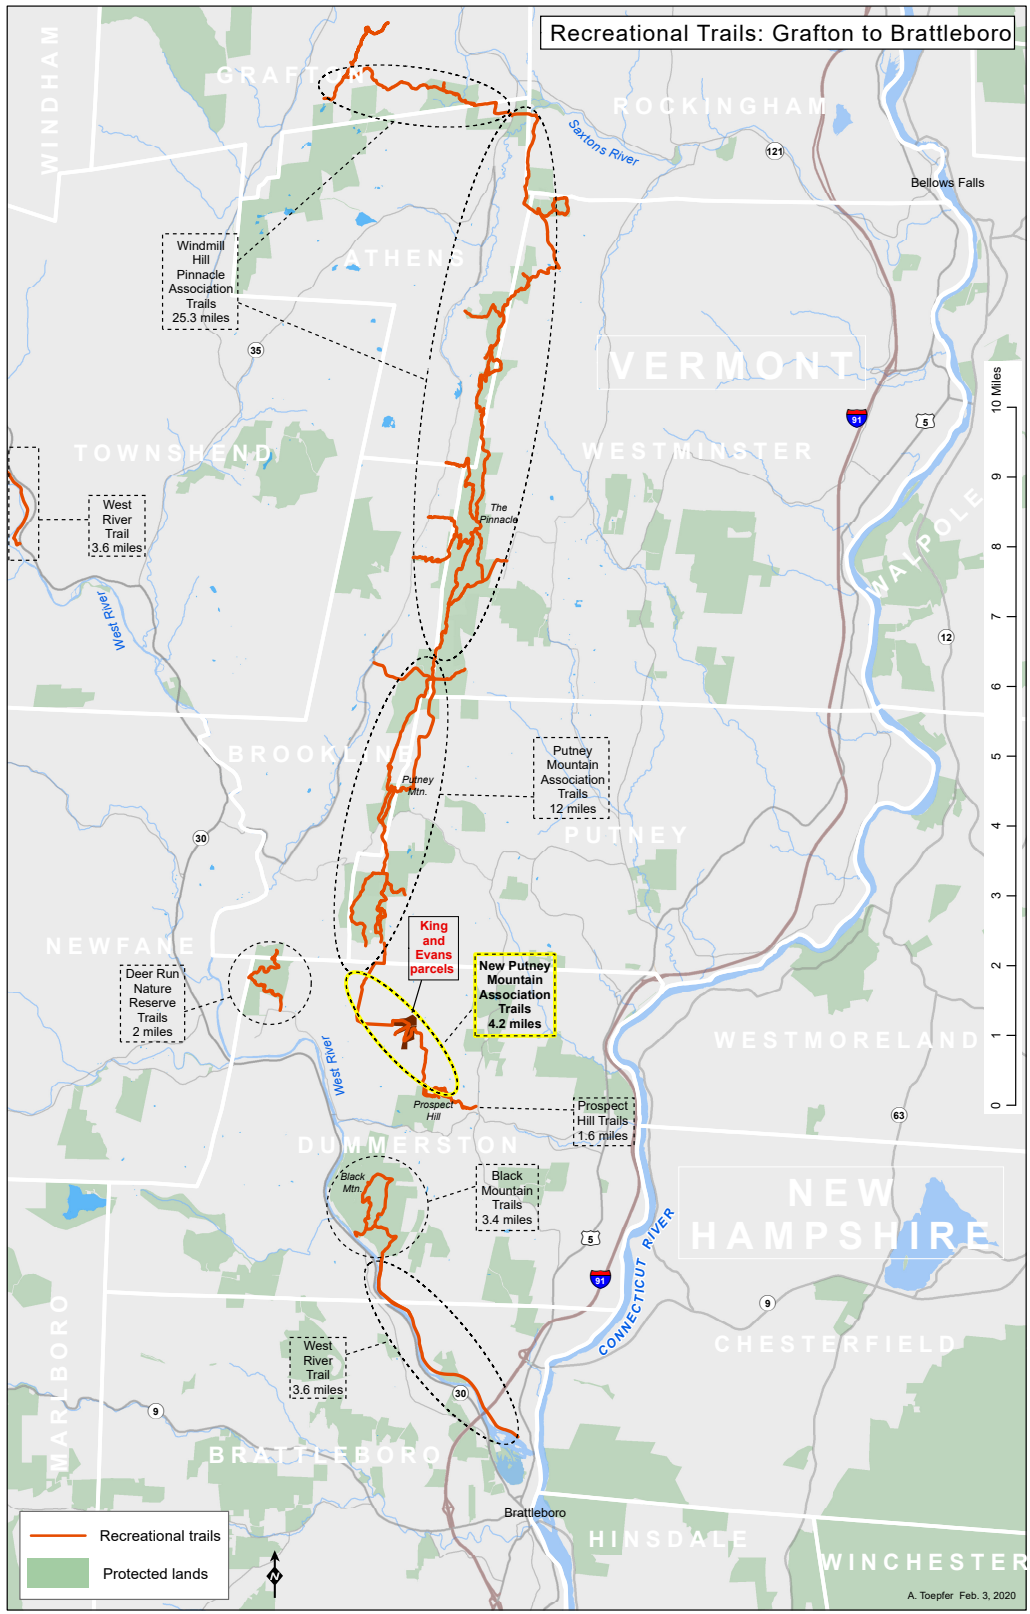 Recreational Trails: Grafton to Brattleboro
WINDHAM
GRAFTON
ROCKINGHAM
Saxtons River
121
Bellows Falls
Windmill
Hill
Pinnacle
Association
Trails
25.3 miles
ATHENS
35
VERMONT
91
5
10 Miles
9
8
7
6
5
4
3
2
1
0
TOWNSHEND
WESTMINSTER
West
River
Trail
3.6 miles
The
Pinnacle
WALPOLE
West River
12
BROOKLINE
Putney
Mtn.
Putney
Mountain
Association
Trails
12 miles
30
PUTNEY
King
and
Evans
parcels
NEWFANE
New Putney
Mountain
Association
Trails
4.2 miles
Deer Run
Nature
Reserve
Trails
2 miles
West River
WESTMORELAND
Prospect
Hill
Prospect
Hill Trails
1.6 miles
63
DUMMERSTON
Black
Mtn.
Black
Mountain
Trails
3.4 miles
NEW
HAMPSHIRE
5
91
CONNECTICUT RIVER
9
CHESTERFIELD
MARLBORO
West
River
Trail
3.6 miles
30
9
BRATTLEBORO
Brattleboro
HINSDALE
WINCHESTER
Recreational trails
Protected lands
N
A. Toepfer Feb. 3, 2020